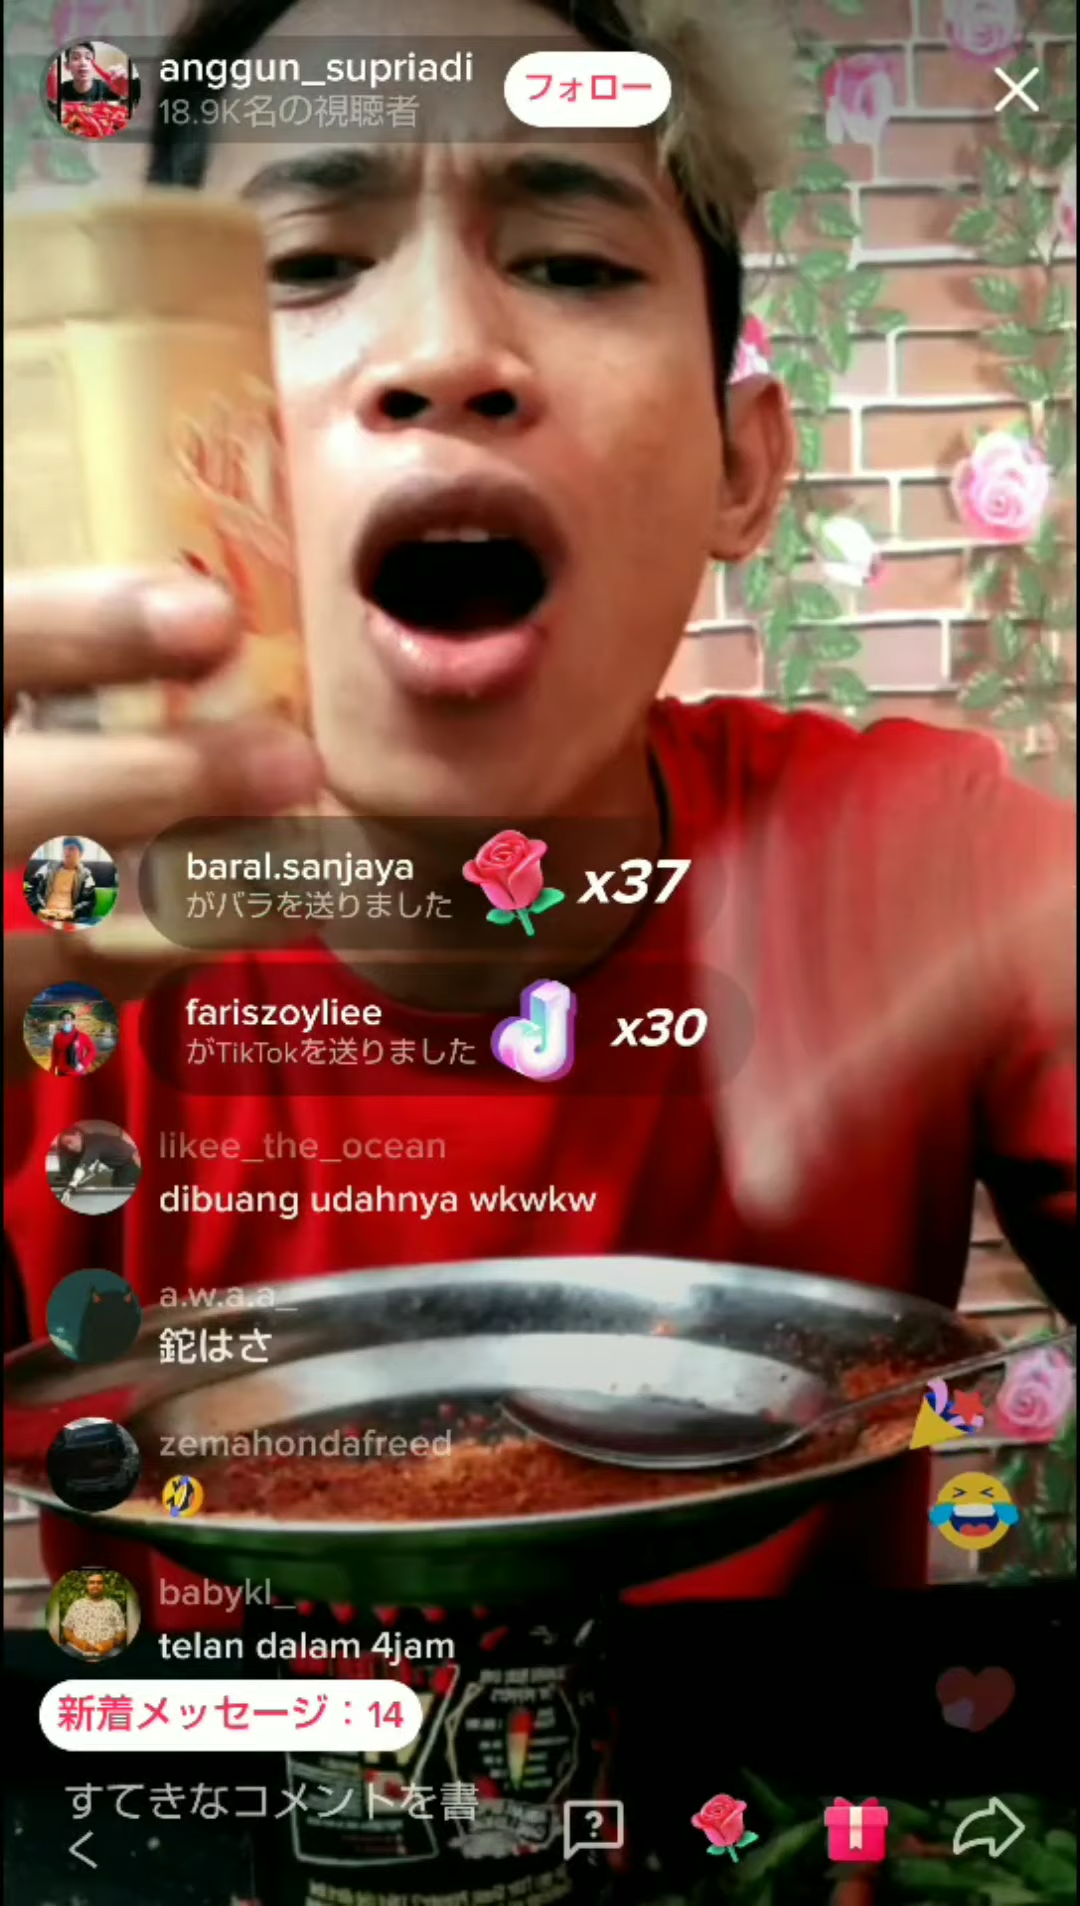 anggun_supriadi
18.9K名の視聴者
フォロー
baral.sanjaya
がバラを送りました
x37
fariszoyliee
がTikTokを送りました
x30
likee_the_ocean
dibuang udahnya wkwkw
a.w.a.a_
鉈はさ
zemahondafreed
🤣
babykl_
telan dalam 4jam
新着メッセージ：14
すてきなコメントを書